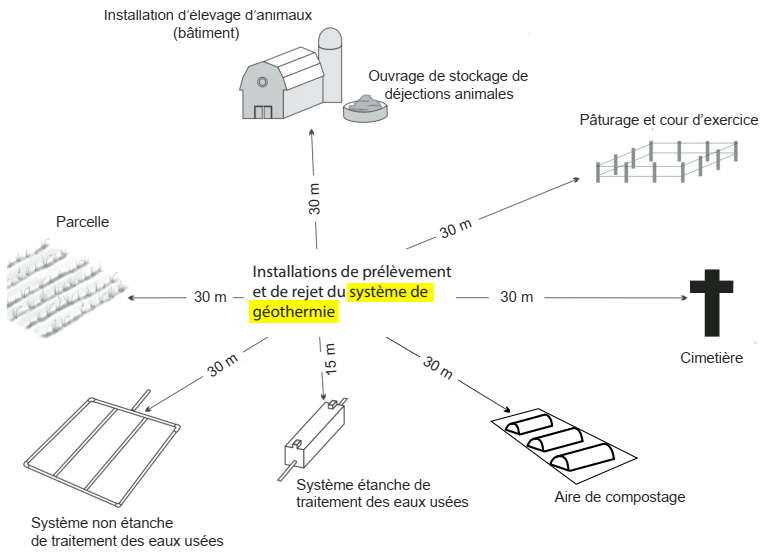 Installation d'élevage d'animaux
(bâtiment)
Ouvrage de stockage de
déjections animales
Pâturage et cour d'exercice
30 m
30 m
Parcelle
Installations de prélèvement
et de rejet du système de
géothermie
30 m
30 m
Cimetière
30 m
15 m
30 m
Système non étanche
de traitement des eaux usées
Système étanche de
traitement des eaux usées
Aire de compostage